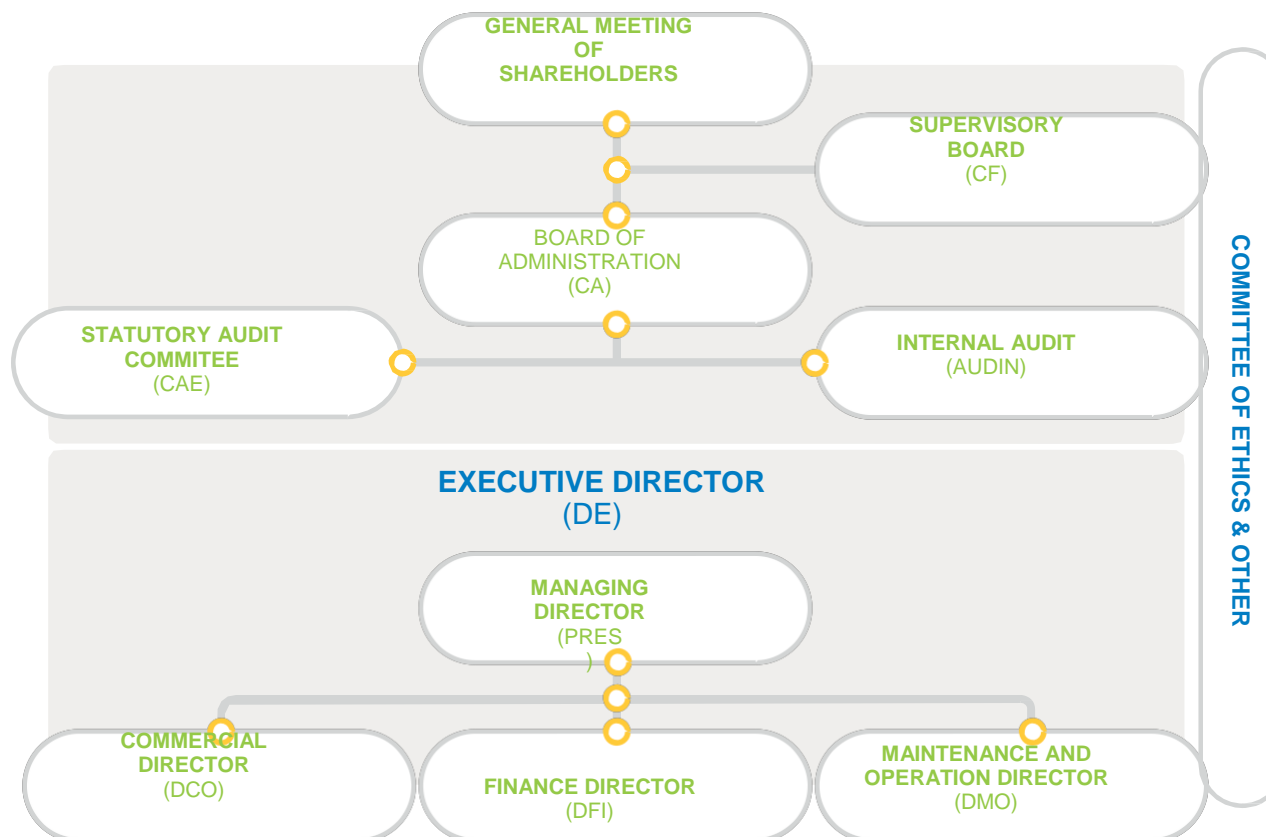 GENERAL MEETING
OF
SHAREHOLDERS
SUPERVISORY
BOARD
(CF)
BOARD OF
ADMINISTRATION
(CA)
STATUTORY AUDIT
COMMITEE
(CAE)
INTERNAL AUDIT
(AUDIN)
COMMITTEE OF ETHICS & OTHER
EXECUTIVE DIRECTOR
(DE)
MANAGING
DIRECTOR
(PRES
)
COMMERCIAL
DIRECTOR
(DCO)
FINANCE DIRECTOR
(DFI)
MAINTENANCE AND
OPERATION DIRECTOR
(DMO)